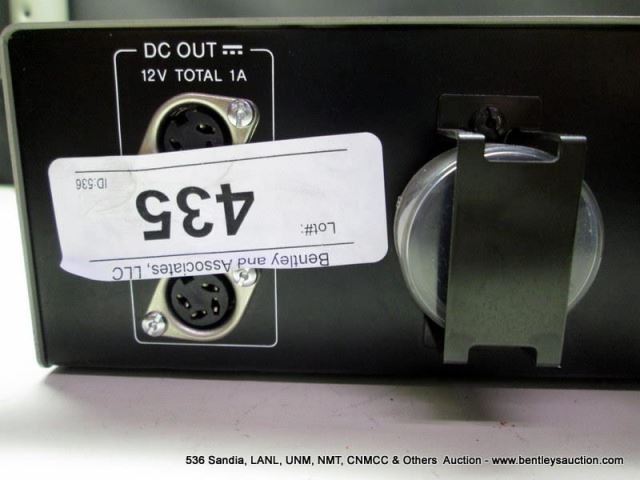 DC OUT
12V TOTAL 1A
Bentley and Associates, LLC
Lot#:
435
ID:536
536 Sandia, LANL, UNM, NMT, CNMCC & Others Auction - www.bentleysauction.com